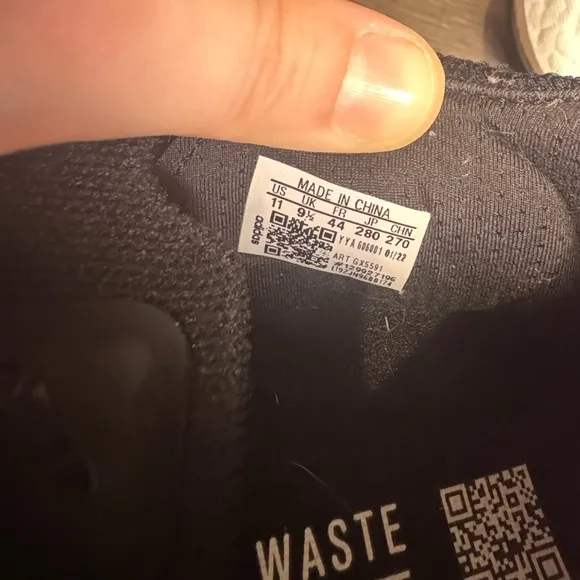 MADE IN CHINA
US UK FR JP CHN
11 9½ 44 280 270
adidas
YYA 606001 01/22
ART GX5591
WASTE